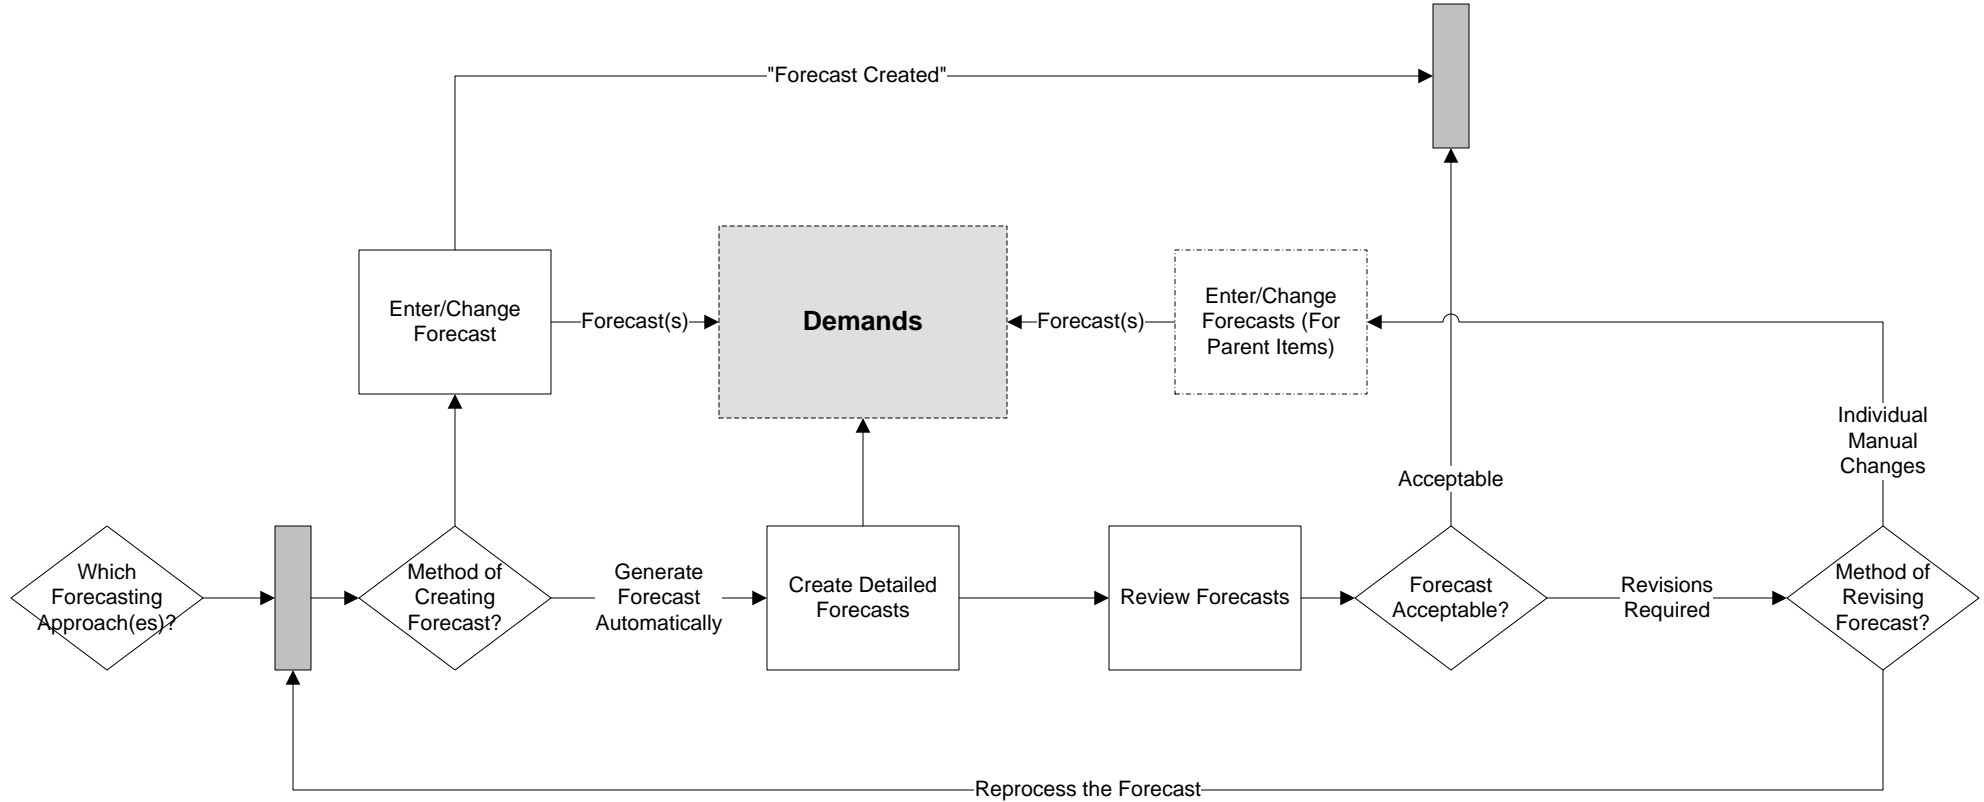 "Forecast Created"
Enter/Change
Forecast
Forecast(s)
Demands
Forecast(s)
Enter/Change
Forecasts (For
Parent Items)
Individual
Manual
Changes
Acceptable
Which
Forecasting
Approach(es)?
Method of
Creating
Forecast?
Generate
Forecast
Automatically
Create Detailed
Forecasts
Review Forecasts
Forecast
Acceptable?
Revisions
Required
Method of
Revising
Forecast?
Reprocess the Forecast